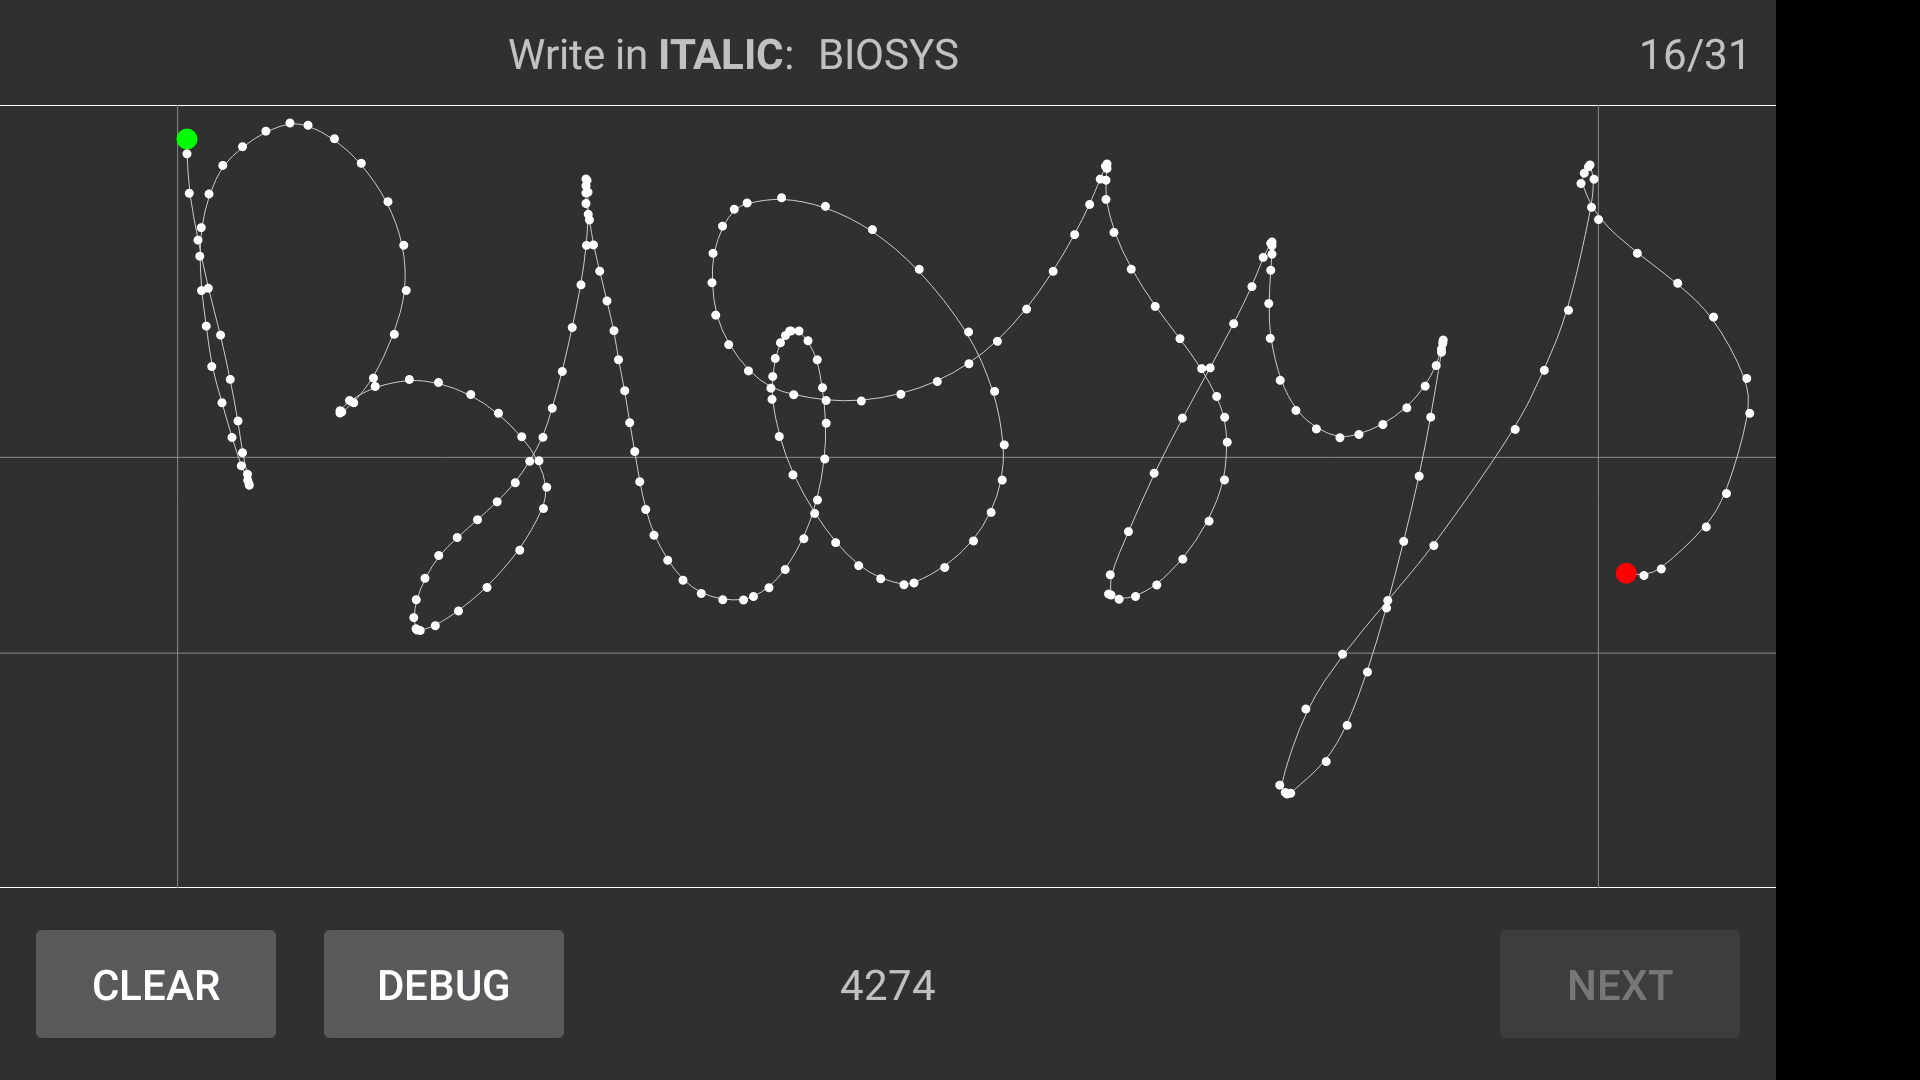 Write in ITALIC: BIOSYS
16/31
Biosys
CLEAR
DEBUG
4274
NEXT